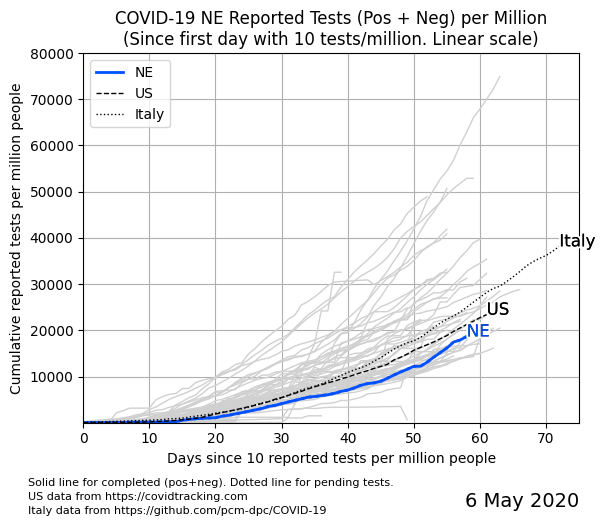 COVID-19 NE Reported Tests (Pos + Neg) per Million
(Since first day with 10 tests/million. Linear scale)
Cumulative reported tests per million people
80000
70000
60000
50000
40000
30000
20000
10000
NE
US
Italy
Italy
US
NE
0 10 20 30 40 50 60 70
Days since 10 reported tests per million people
Solid line for completed (pos+neg). Dotted line for pending tests.
US data from https://covidtracking.com
Italy data from https://github.com/pcm-dpc/COVID-19
6 May 2020